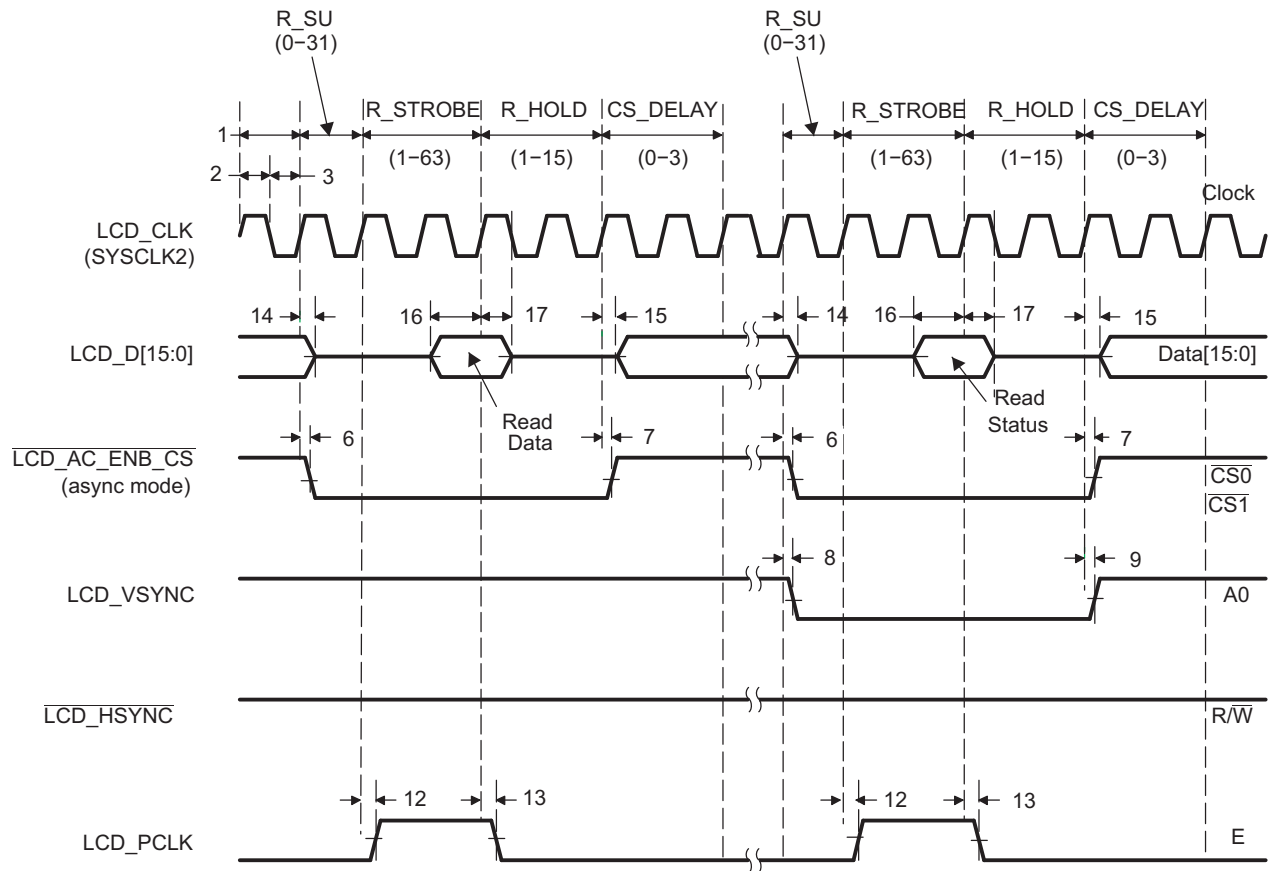 R_SU
(0−31)
R_SU
(0−31)
R_STROBE
R_HOLD
CS_DELAY
R_STROBE
R_HOLD
CS_DELAY
1
(1−63)
(1−15)
(0−3)
(1−63)
(1−15)
(0−3)
2
3
Clock
LCD_CLK
(SYSCLK2)
14
16
17
15
14
16
17
15
LCD_D[15:0]
Data[15:0]
Read
Data
Read
Status
6
7
6
7
LCD_AC_ENB_CS
(async mode)
CS0
CS1
8
9
LCD_VSYNC
A0
LCD_HSYNC
R/W
12
13
12
13
LCD_PCLK
E